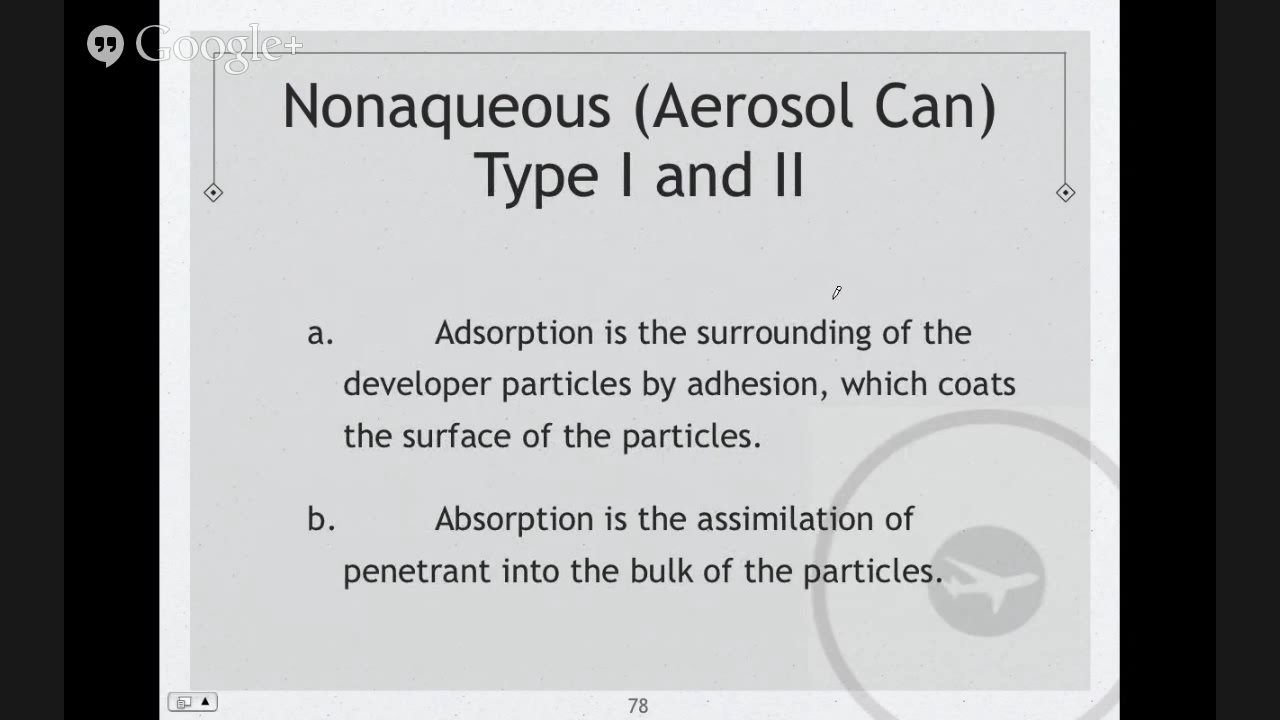 Google+
Nonaqueous (Aerosol Can)
Type I and II
a. Adsorption is the surrounding of the
developer particles by adhesion, which coats
the surface of the particles.
b. Absorption is the assimilation of
penetrant into the bulk of the particles.
78